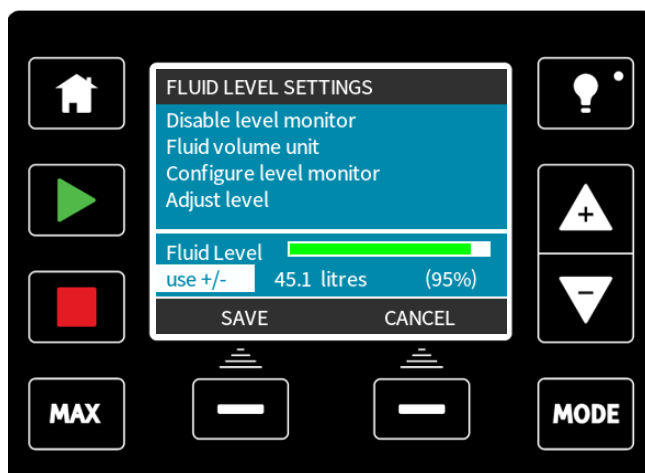 FLUID LEVEL SETTINGS
Disable level monitor
Fluid volume unit
Configure level monitor
Adjust level
+
Fluid Level
use +/- 45.1 litres (95%)
−
SAVE CANCEL
MAX
MODE